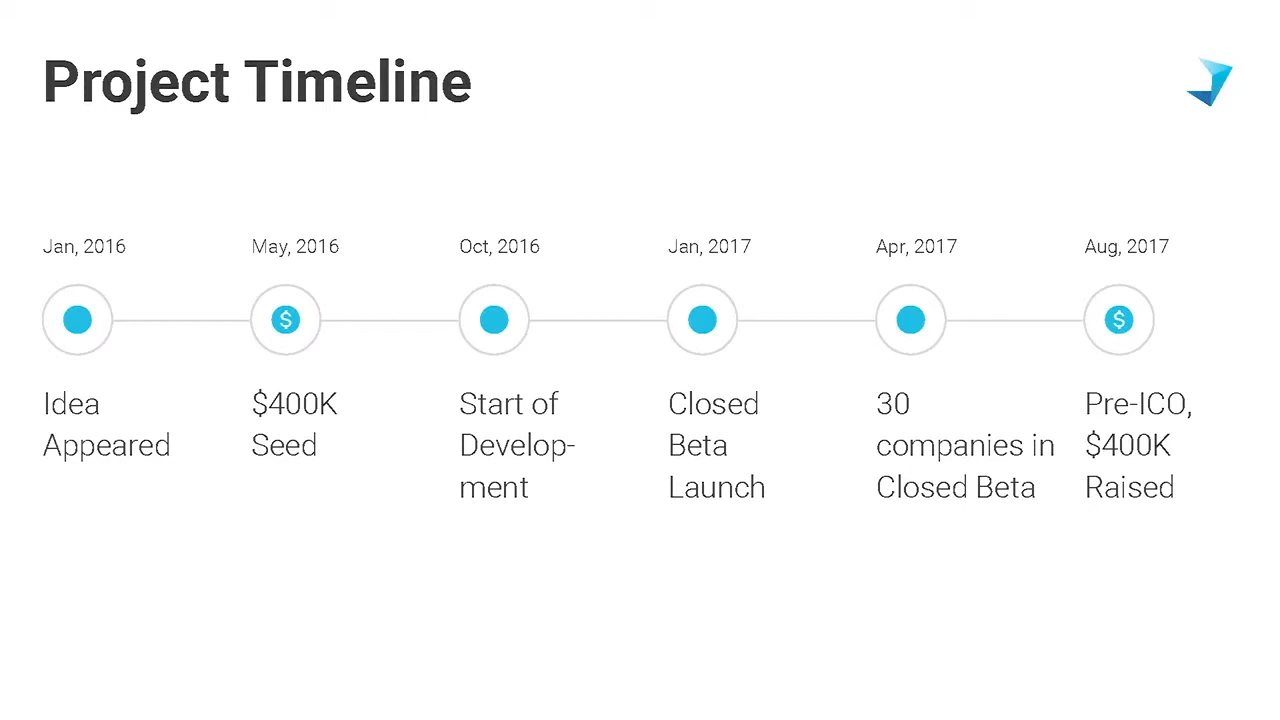 Project Timeline
Jan, 2016
May, 2016
Oct, 2016
Jan, 2017
Apr, 2017
Aug, 2017
$
$
Idea
Appeared
$400K
Seed
Start of
Develop-
ment
Closed
Beta
Launch
30
companies in
Closed Beta
Pre-ICO,
$400K
Raised